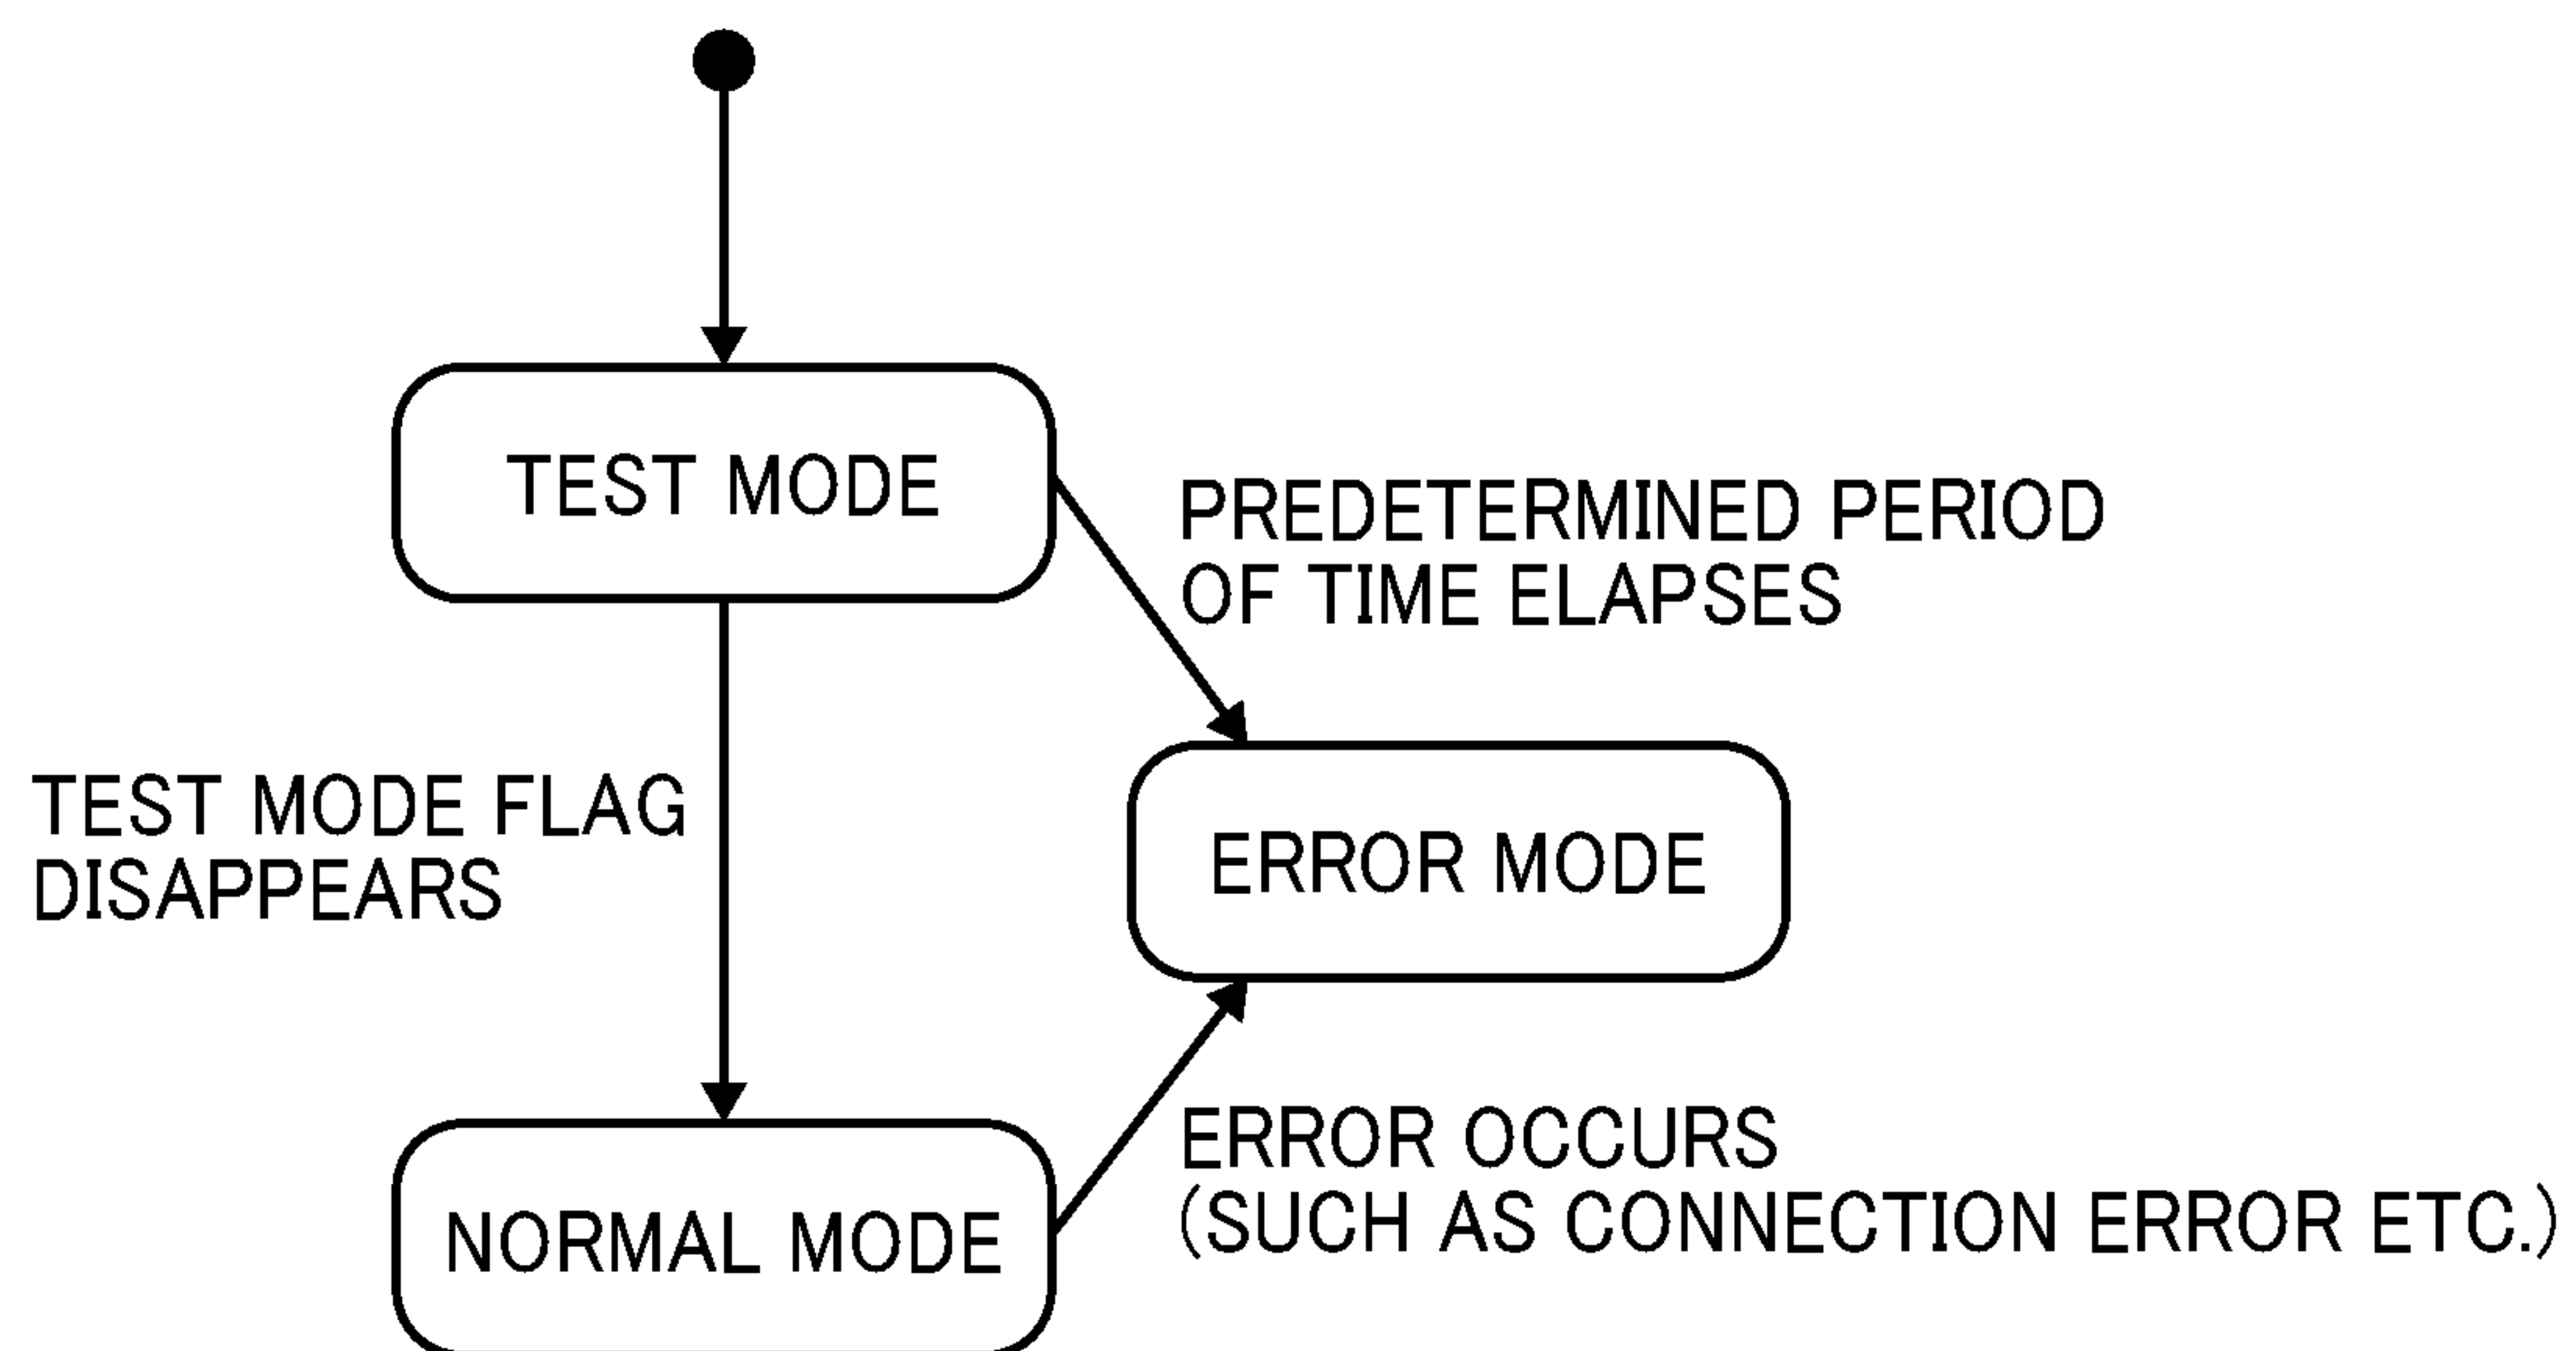 TEST MODE
PREDETERMINED PERIOD
OF TIME ELAPSES
TEST MODE FLAG
DISAPPEARS
ERROR MODE
ERROR OCCURS
(SUCH AS CONNECTION ERROR ETC.)
NORMAL MODE